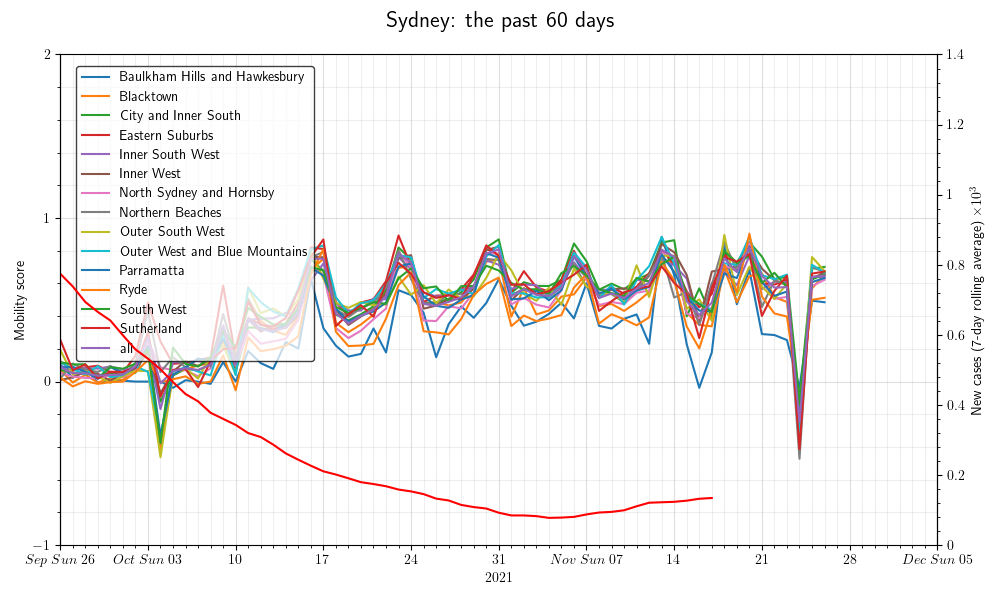 Sydney: the past 60 days
2
1
0
−1
Mobility score
Baulkham Hills and Hawkesbury
Blacktown
City and Inner South
Eastern Suburbs
Inner South West
Inner West
North Sydney and Hornsby
Northern Beaches
Outer South West
Outer West and Blue Mountains
Parramatta
Ryde
South West
Sutherland
all
1.4
1.2
1
0.8
0.6
0.4
0.2
0
New cases (7-day rolling average) ×10³
Sep Sun 26 Oct Sun 03 10 17 24 31 Nov Sun 07 14 21 28 Dec Sun 05
2021